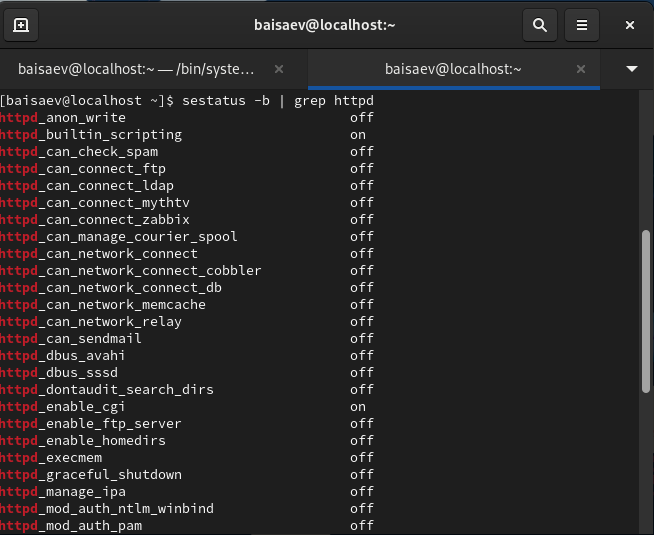 baisaev@localhost:~
baisaev@localhost:~ — /bin/syste…
baisaev@localhost:~
[baisaev@localhost ~]$ sestatus -b | grep httpd
httpd_anon_write off
httpd_builtin_scripting on
httpd_can_check_spam off
httpd_can_connect_ftp off
httpd_can_connect_ldap off
httpd_can_connect_mythtv off
httpd_can_connect_zabbix off
httpd_can_manage_courier_spool off
httpd_can_network_connect off
httpd_can_network_connect_cobbler off
httpd_can_network_connect_db off
httpd_can_network_memcache off
httpd_can_network_relay off
httpd_can_sendmail off
httpd_dbus_avahi off
httpd_dbus_sssd off
httpd_dontaudit_search_dirs off
httpd_enable_cgi on
httpd_enable_ftp_server off
httpd_enable_homedirs off
httpd_execmem off
httpd_graceful_shutdown off
httpd_manage_ipa off
httpd_mod_auth_ntlm_winbind off
httpd_mod_auth_pam off